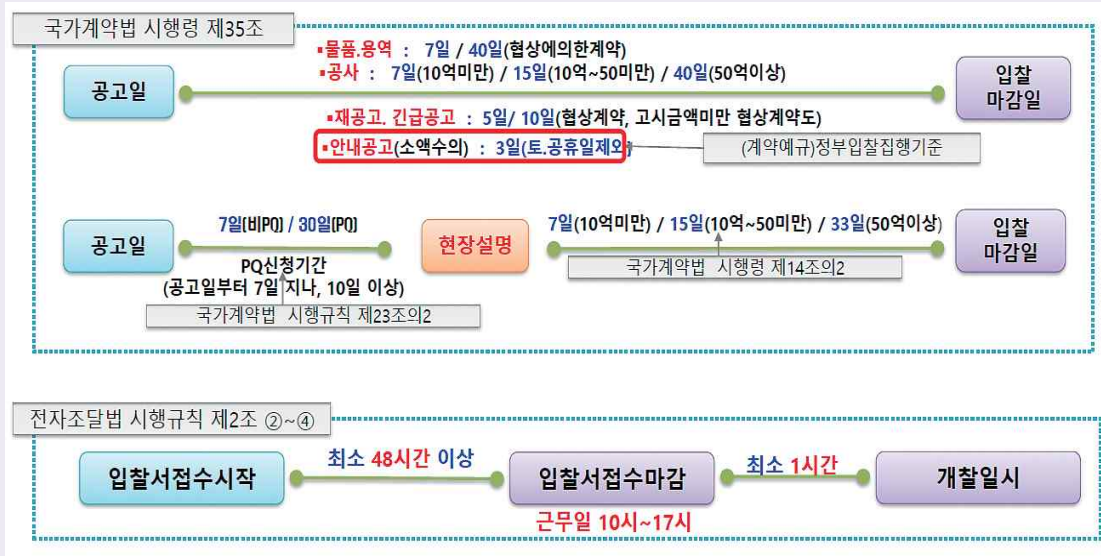 국가계약법 시행령 제35조
▪물품.용역 : 7일 / 40일(협상에의한계약)
▪공사 : 7일(10억미만) / 15일(10억~50미만) / 40일(50억이상)
공고일
입찰
마감일
▪재공고. 긴급공고 : 5일/ 10일(협상계약, 고시금액미만 협상계약도)
▪안내공고(소액수의) : 3일(토.공휴일제외)
(계약예규)정부입찰집행기준
공고일
7일(비PQ) / 30일(PQ)
PQ신청기간
(공고일부터 7일 지나, 10일 이상)
국가계약법 시행규칙 제23조의2
현장설명
7일(10억미만) / 15일(10억~50미만) / 33일(50억이상)
국가계약법 시행령 제14조의2
입찰
마감일
전자조달법 시행규칙 제2조 ②~④
입찰서접수시작
최소 48시간 이상
입찰서접수마감
근무일 10시~17시
최소 1시간
개찰일시